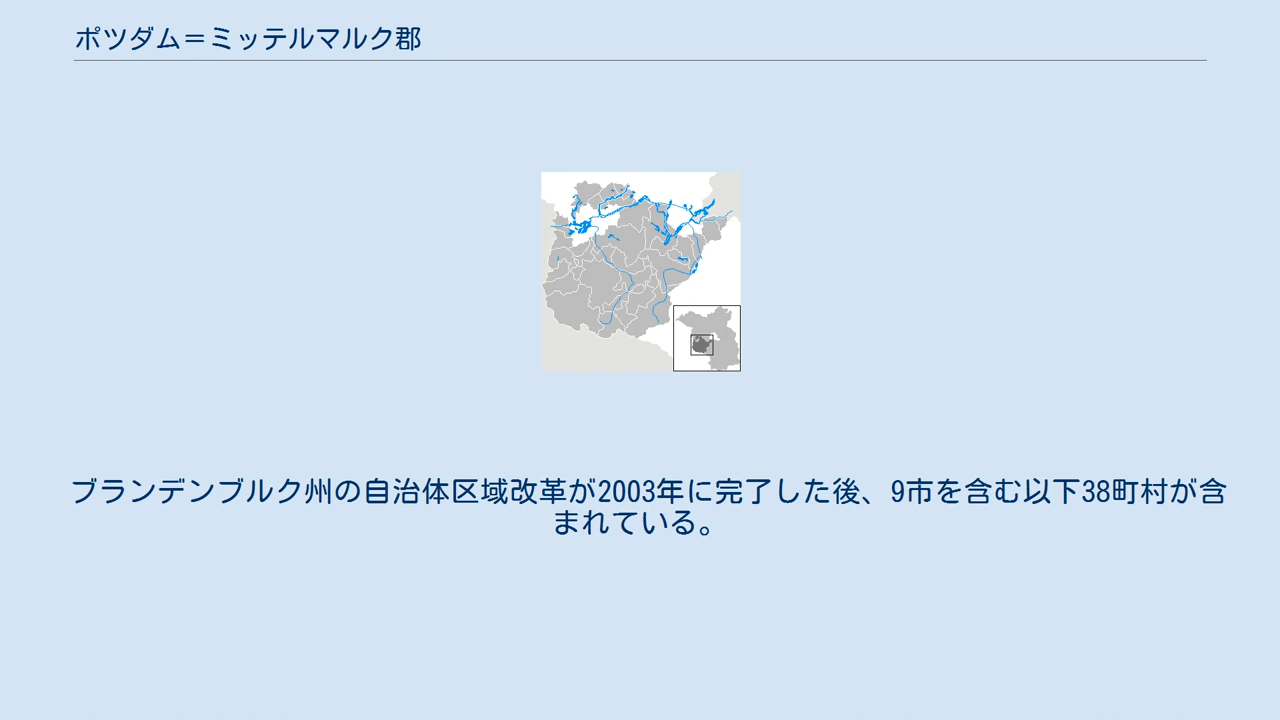 ポツダム＝ミッテルマルク郡
ブランデンブルク州の自治体区域改革が2003年に完了した後、9市を含む以下38町村が含
まれている。